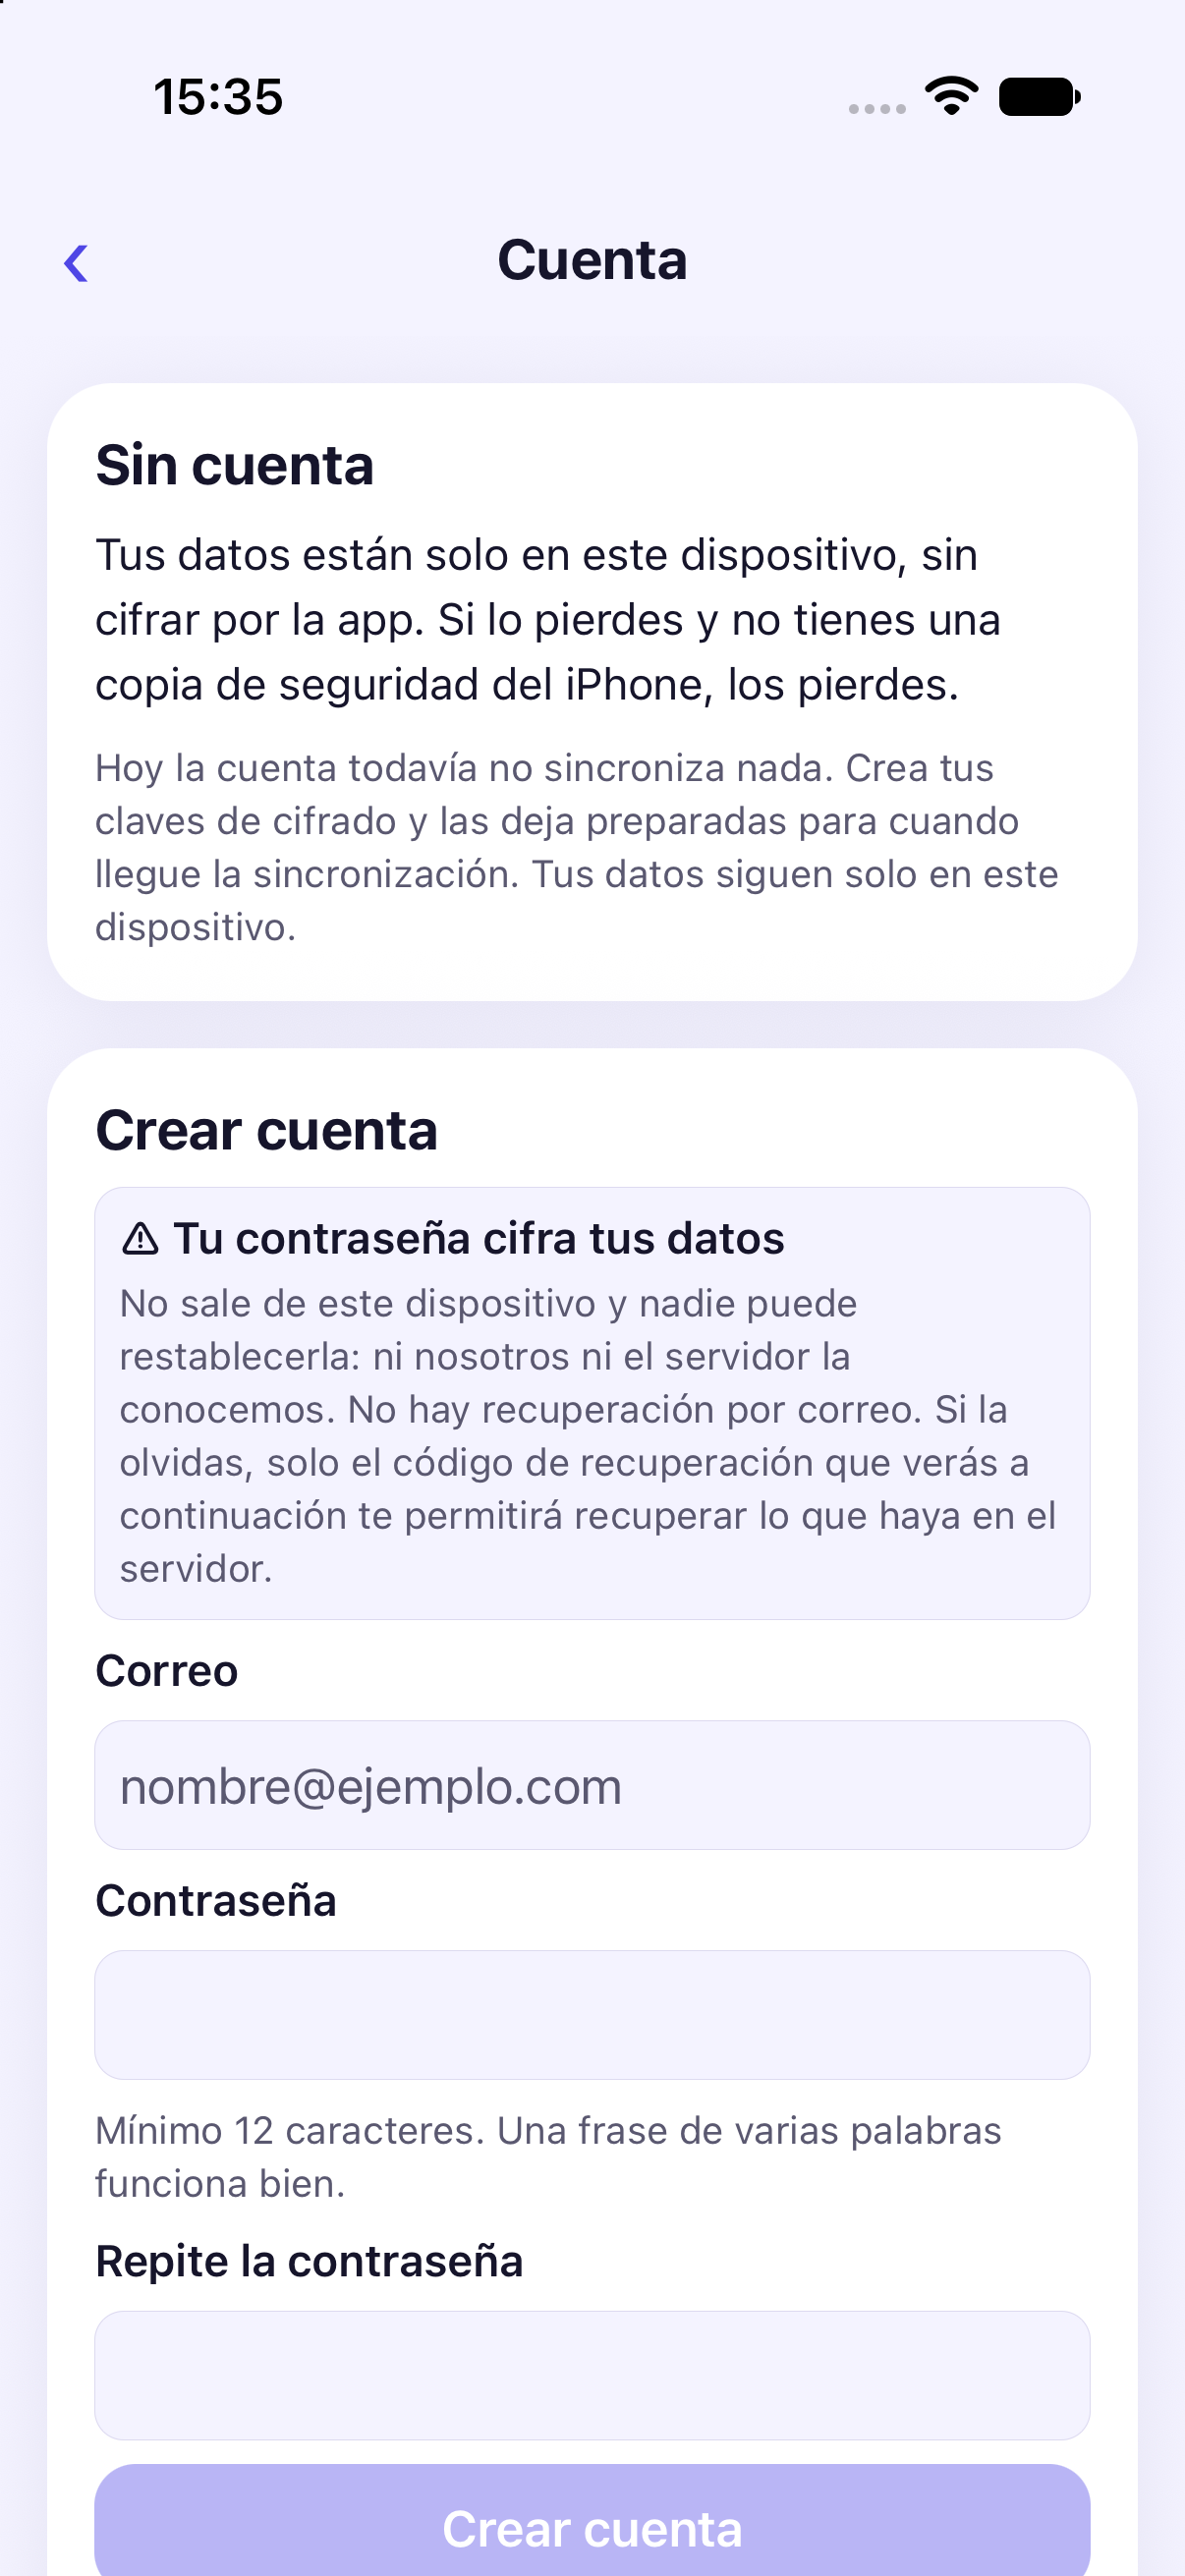 15:35
Cuenta
Sin cuenta
Tus datos están solo en este dispositivo, sin
cifrar por la app. Si lo pierdes y no tienes una
copia de seguridad del iPhone, los pierdes.
Hoy la cuenta todavía no sincroniza nada. Crea tus
claves de cifrado y las deja preparadas para cuando
llegue la sincronización. Tus datos siguen solo en este
dispositivo.
Crear cuenta
Tu contraseña cifra tus datos
No sale de este dispositivo y nadie puede
restablecerla: ni nosotros ni el servidor la
conocemos. No hay recuperación por correo. Si la
olvidas, solo el código de recuperación que verás a
continuación te permitirá recuperar lo que haya en el
servidor.
Correo
nombre@ejemplo.com
Contraseña
Mínimo 12 caracteres. Una frase de varias palabras
funciona bien.
Repite la contraseña
Crear cuenta